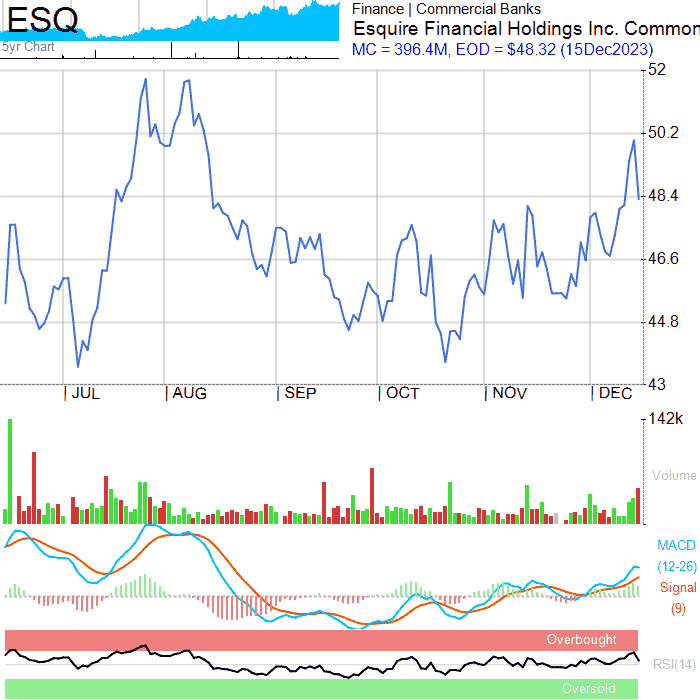 ESQ
5yr Chart
Finance | Commercial Banks
Esquire Financial Holdings Inc. Common
MC = 396.4M, EOD = $48.32 (15Dec2023)
52
50.2
48.4
46.6
44.8
43
| JUL | AUG | SEP | OCT | NOV | DEC
142k
Volume
MACD
(12-26)
Signal
(9)
Overbought
RSI(14)
Oversold